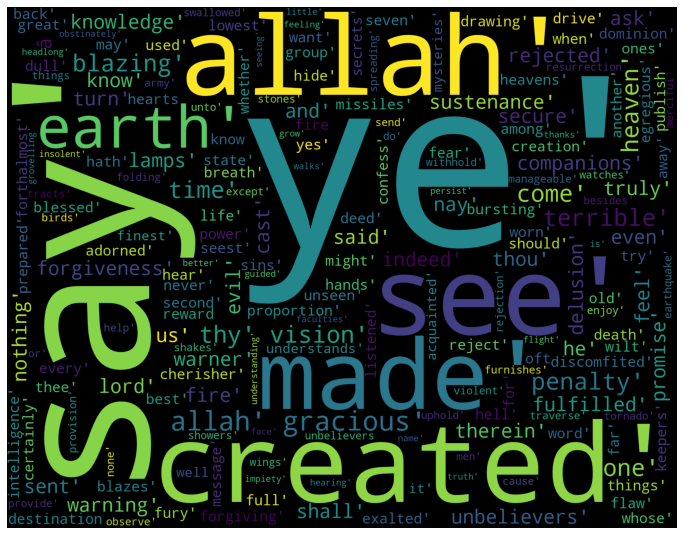 back'
great'
swallowed'
little'
feeling'
drawing'
drive'
when'
ask'
dominion'
headlong'
obstinately'
may'
used'
lowest'
want'
seven'
secrets'
ones'
knowledge'
things'
army'
group'
hide'
spreading'
seeing'
mysteries'
rejected'
publish'
egregious'
a
dull'
blazing'
allah'
resurrection'
another'
know'
unto'
whether'
stones'
missiles'
sustenance'
heavens'
heaven'
merciful'
turn'
hearts'
and'
fire
grow'
send'
do'
secure'
among
creation'
earth'
yes'
ye'
know
fear'
thanks'
manageable'
watches'
insolent'
grovelling
hath'
lamps'
state'
confess'
walks'
withhold'
companions'
away'
forth'
almost'
tracts'
folding'
breath'
except'
persist'
besides'
time'
bursting'
come'
truly'
say'
blessed'
birds'
life'
cast'
said'
nay'
terrible'
worn'
even'
prepared'
finest'
better'
guided'
power'
deed'
seest'
indeed'
should'
try'
adorned'
hear'
sins'
might'
thou'
see'
delusion'
is'
forgiveness'
never'
evil'
hands'
unseen'
old'
enjoy'
earthquake'
nothing'
second'
proportion'
faculties'
acquainted'
rejection'
feel'
death'
promise'
or'
help'
shakes'
reward
us'
thy'
vision'
listened'
reject'
flight'
he'
wilt'
every'
warner'
understands'
made'
oft
discomfited'
intelligence'
thee'
lord'
cherisher'
understanding'
furnishes'
penalty'
certainly'
provision'
best'
fire'
hell'
for'
uphold'
violent'
traverse'
tornado'
fulfilled'
keepers'
none'
showers'
face'
unbelievers
allah' gracious'
therein'
sent'
blazes'
message'
well'
wings'
impiety'
name'
men'
word'
far'
created'
one'
provide'
warning'
fury'
full'
hearing'
truth'
cause'
it'
things'
flaw'
destination'
observe'
forgiving'
shall'
exalted'
unbelievers'
whose'